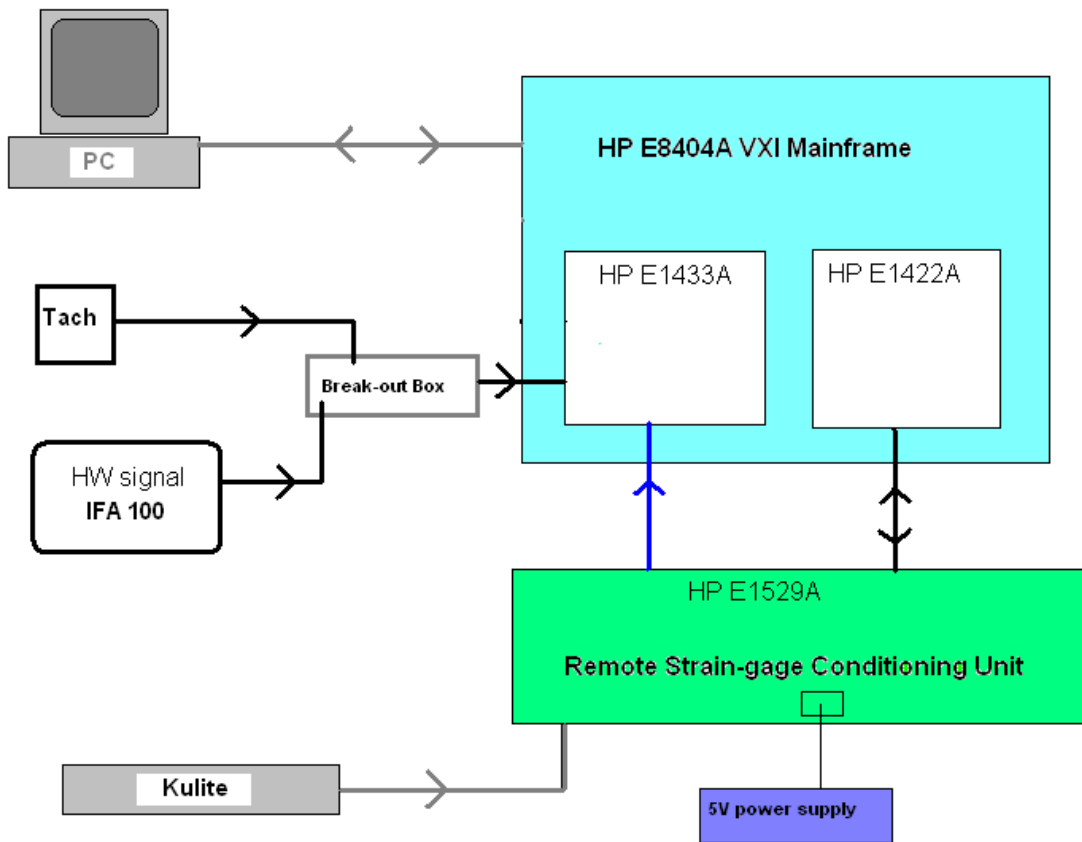 PC
HP E8404A VXI Mainframe
HP E1433A
HP E1422A
Tach
Break-out Box
HW signal
IFA 100
HP E1529A
Remote Strain-gage Conditioning Unit
Kulite
5V power supply